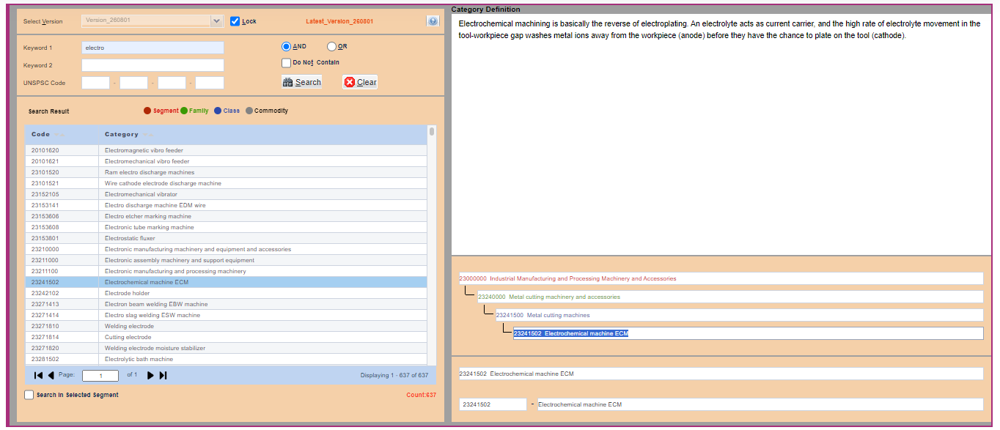 Select Version
Version_260801
Lock
Latest_Version_260801
Keyword 1
electro
AND
OR
Keyword 2
Do Not Contain
UNSPSC Code
-
-
-
Search
Clear
Search Result
Segment
Family
Class
Commodity
Code
Category
20101620 Electromagnetic vibro feeder
20101621 Electromechanical vibro feeder
23101520 Ram electro discharge machines
23101521 Wire cathode electrode discharge machine
23152105 Electromechanical vibrator
23153141 Electro discharge machine EDM wire
23153606 Electro etcher marking machine
23153608 Electronic tube marking machine
23153801 Electrostatic fluxer
23210000 Electronic manufacturing machinery and equipment and accessories
23211000 Electronic assembly machinery and support equipment
23211100 Electronic manufacturing and processing machinery
23241502 Electrochemical machine ECM
23242102 Electrode holder
23271413 Electron beam welding EBW machine
23271414 Electro slag welding ESW machine
23271810 Welding electrode
23271814 Cutting electrode
23271820 Welding electrode moisture stabilizer
23281502 Electrolytic bath machine
Page: 1 of 1
Displaying 1 - 637 of 637
Search In Selected Segment
Count:637
Category Definition
Electrochemical machining is basically the reverse of electroplating. An electrolyte acts as current carrier, and the high rate of electrolyte movement in the
tool-workpiece gap washes metal ions away from the workpiece (anode) before they have the chance to plate on the tool (cathode).
23000000 Industrial Manufacturing and Processing Machinery and Accessories
23240000 Metal cutting machinery and accessories
23241500 Metal cutting machines
23241502 Electrochemical machine ECM
23241502 Electrochemical machine ECM
23241502 - Electrochemical machine ECM